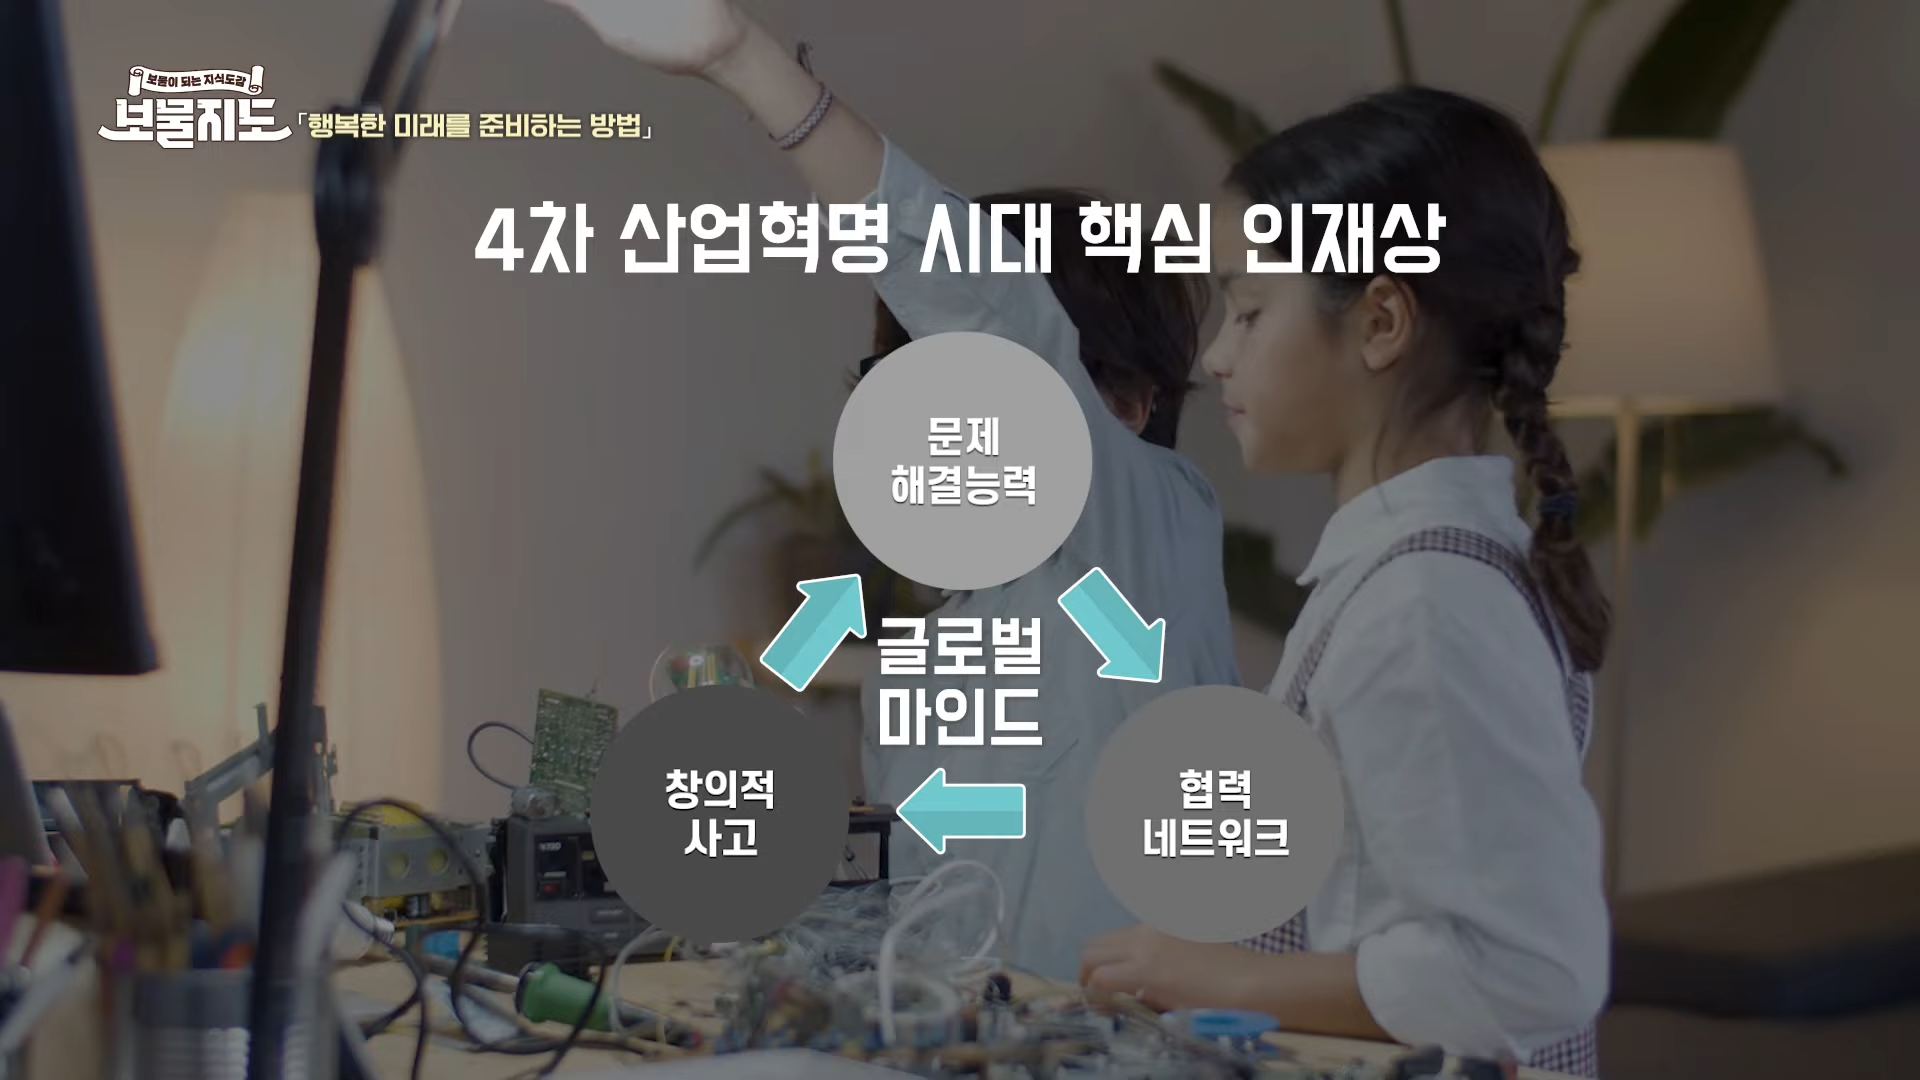 보물이 되는 지식도감
보물지도
「행복한 미래를 준비하는 방법」
4차 산업혁명 시대 핵심 인재상
문제
해결능력
글로벌
마인드
창의적
사고
협력
네트워크